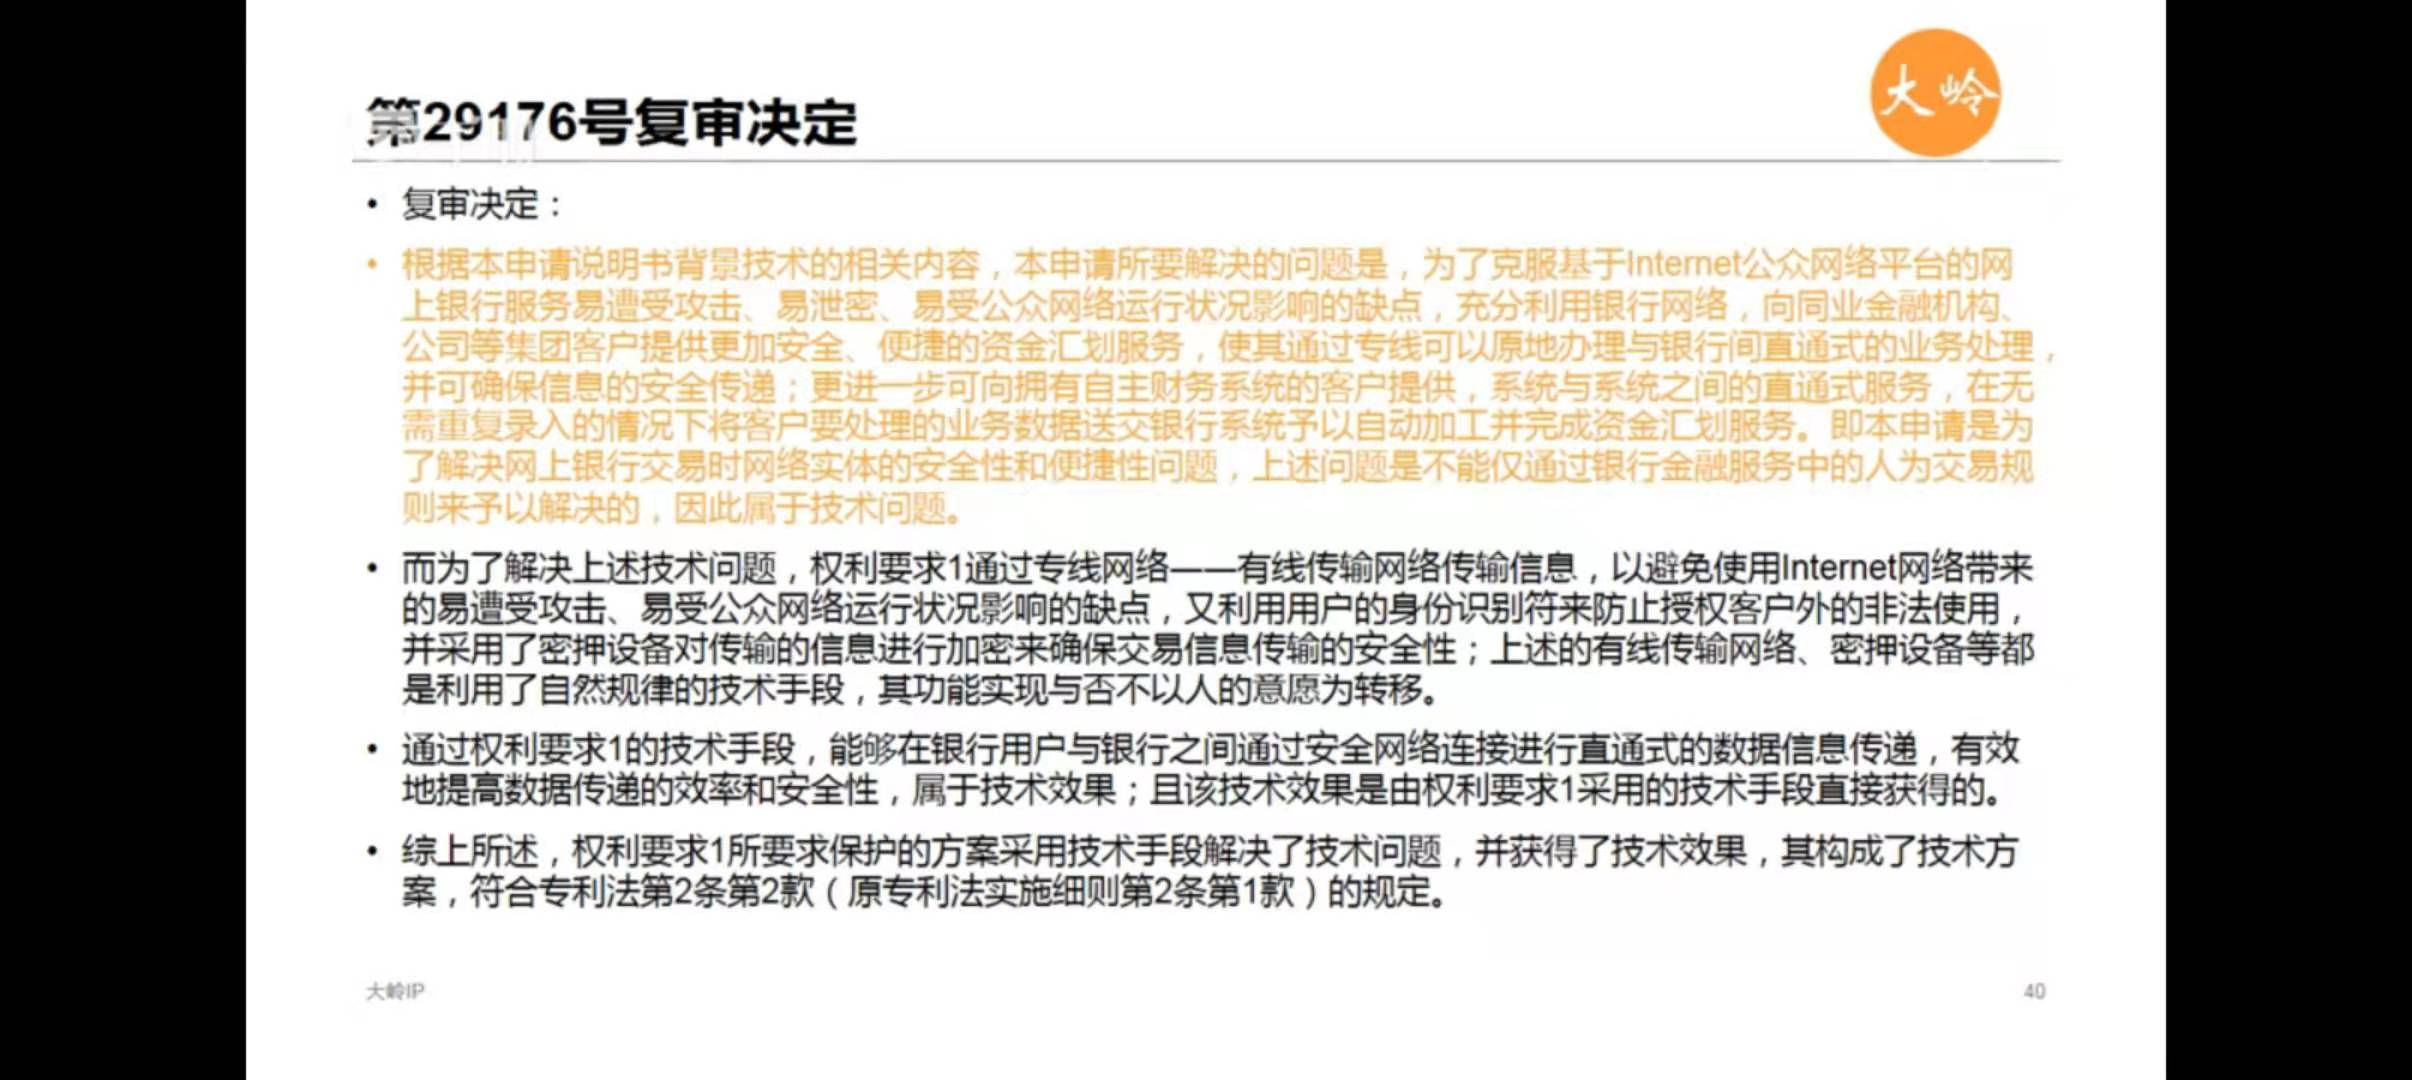 大岭
第29176号复审决定
• 复审决定：
• 根据本申请说明书背景技术的相关内容，本申请所要解决的问题是，为了克服基于Internet公众网络平台的网
上银行服务易遭受攻击、易泄密、易受公众网络运行状况影响的缺点，充分利用银行网络，向同业金融机构、
公司等集团客户提供更加安全、便捷的资金汇划服务，使其通过专线可以原地办理与银行间直通式的业务处理，
并可确保信息的安全传递；更进一步可向拥有自主财务系统的客户提供，系统与系统之间的直通式服务，在无
需重复录入的情况下将客户要处理的业务数据送交银行系统予以自动加工并完成资金汇划服务。即本申请是为
了解决网上银行交易时网络实体的安全性和便捷性问题，上述问题是不能仅通过银行金融服务中的人为交易规
则来予以解决的，因此属于技术问题。
• 而为了解决上述技术问题，权利要求1通过专线网络——有线传输网络传输信息，以避免使用Internet网络带来
的易遭受攻击、易受公众网络运行状况影响的缺点，又利用用户的身份识别符来防止授权客户外的非法使用，
并采用了密押设备对传输的信息进行加密来确保交易信息传输的安全性；上述的有线传输网络、密押设备等都
是利用了自然规律的技术手段，其功能实现与否不以人的意愿为转移。
• 通过权利要求1的技术手段，能够在银行用户与银行之间通过安全网络连接进行直通式的数据信息传递，有效
地提高数据传递的效率和安全性，属于技术效果；且该技术效果是由权利要求1采用的技术手段直接获得的。
• 综上所述，权利要求1所要求保护的方案采用技术手段解决了技术问题，并获得了技术效果，其构成了技术方
案，符合专利法第2条第2款（原专利法实施细则第2条第1款）的规定。
大岭IP
40